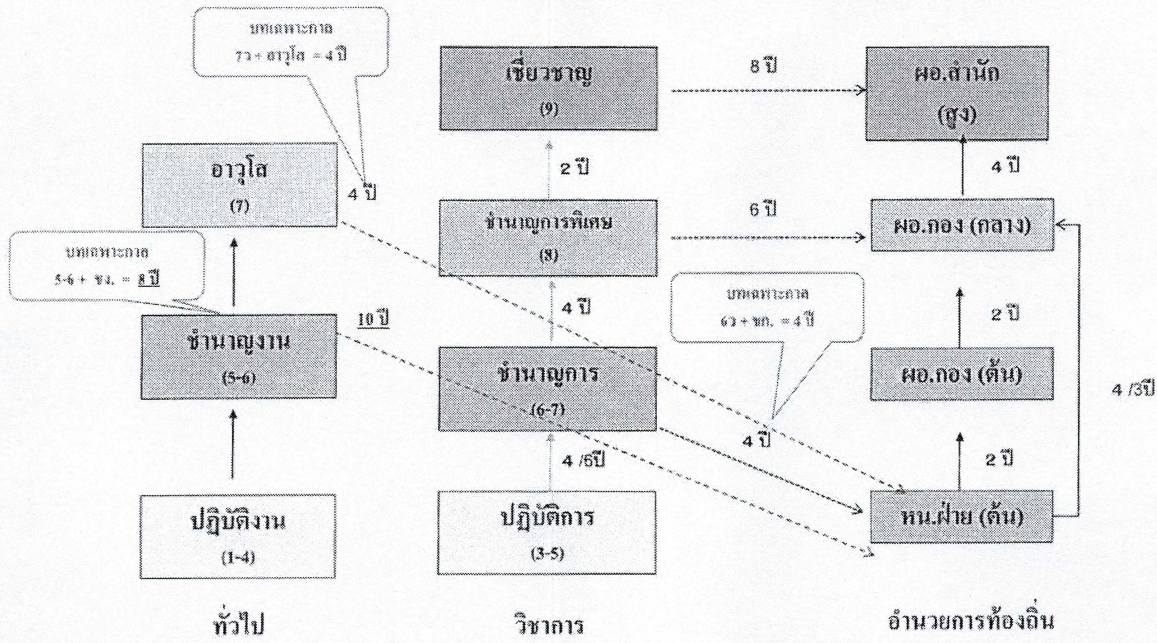 บทเฉพาะกาล
7ว + อาวุโส = 4 ปี
เชี่ยวชาญ
(9)
8 ปี
ผอ.สำนัก
(สูง)
อาวุโส
(7)
4 ปี
2 ปี
4 ปี
ชำนาญการพิเศษ
(8)
6 ปี
ผอ.กอง (กลาง)
บทเฉพาะกาล
5-6 + ชง. = 8 ปี
10 ปี
4 ปี
บทเฉพาะกาล
6ว + ชก. = 4 ปี
2 ปี
ชำนาญงาน
(5-6)
ชำนาญการ
(6-7)
ผอ.กอง (ต้น)
4 /3ปี
4 /6ปี
4 ปี
2 ปี
ปฏิบัติงาน
(1-4)
ปฏิบัติการ
(3-5)
หน.ฝ่าย (ต้น)
ทั่วไป
วิชาการ
อำนวยการท้องถิ่น